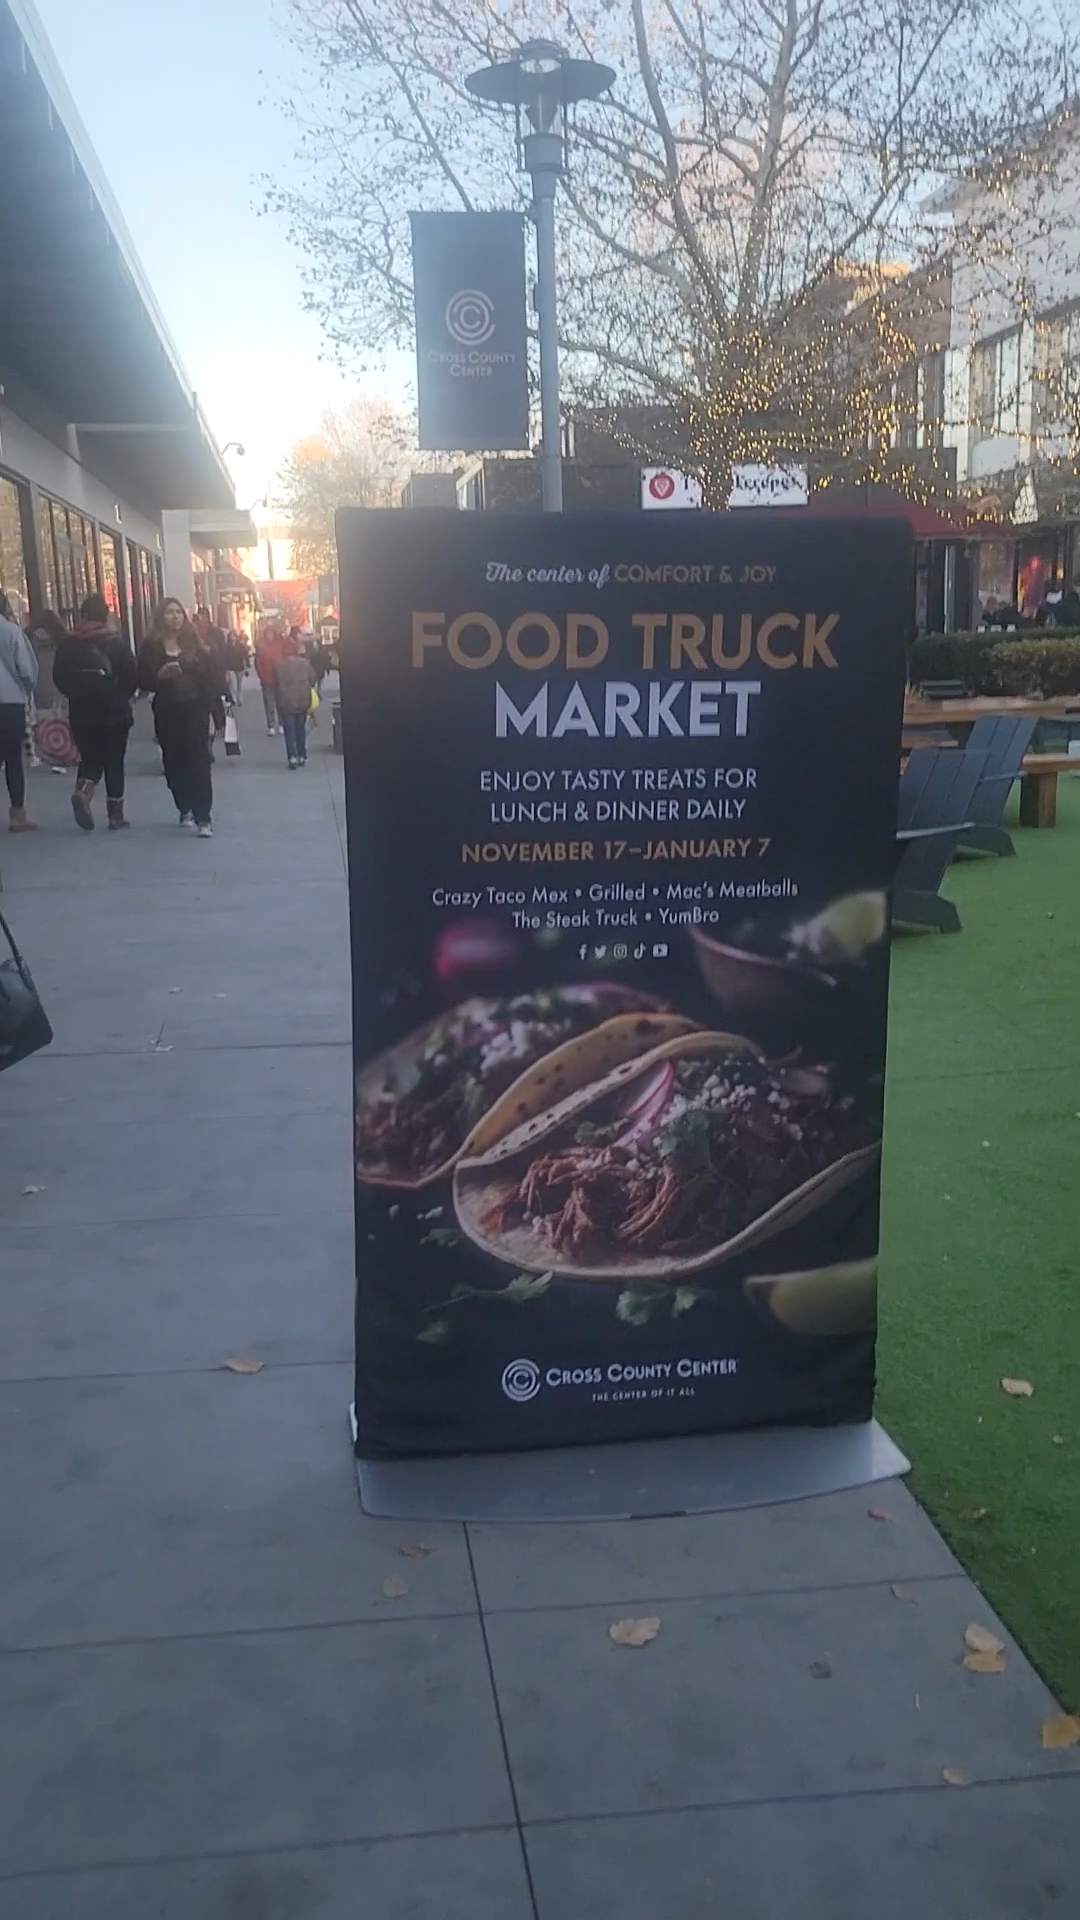 CROSS COUNTY
CENTER
The center of COMFORT & JOY
FOOD TRUCK
MARKET
ENJOY TASTY TREATS FOR
LUNCH & DINNER DAILY
NOVEMBER 17–JANUARY 7
Crazy Taco Mex • Grilled • Mac's Meatballs
The Steak Truck • YumBro
CROSS COUNTY CENTER
THE CENTER OF IT ALL